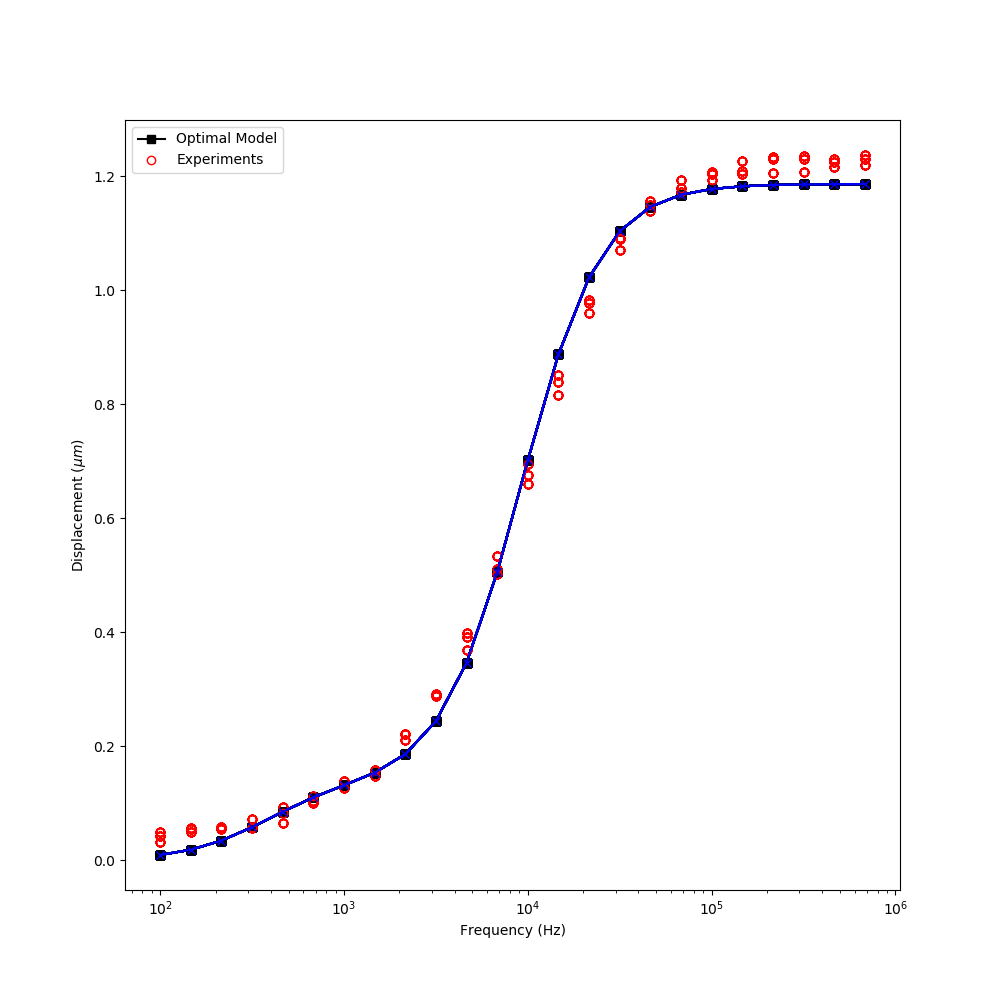 Optimal Model
Experiments
1.2
1.0
0.8
0.6
0.4
0.2
0.0
Displacement (μm)
10² 10³ 10⁴ 10⁵ 10⁶
Frequency (Hz)